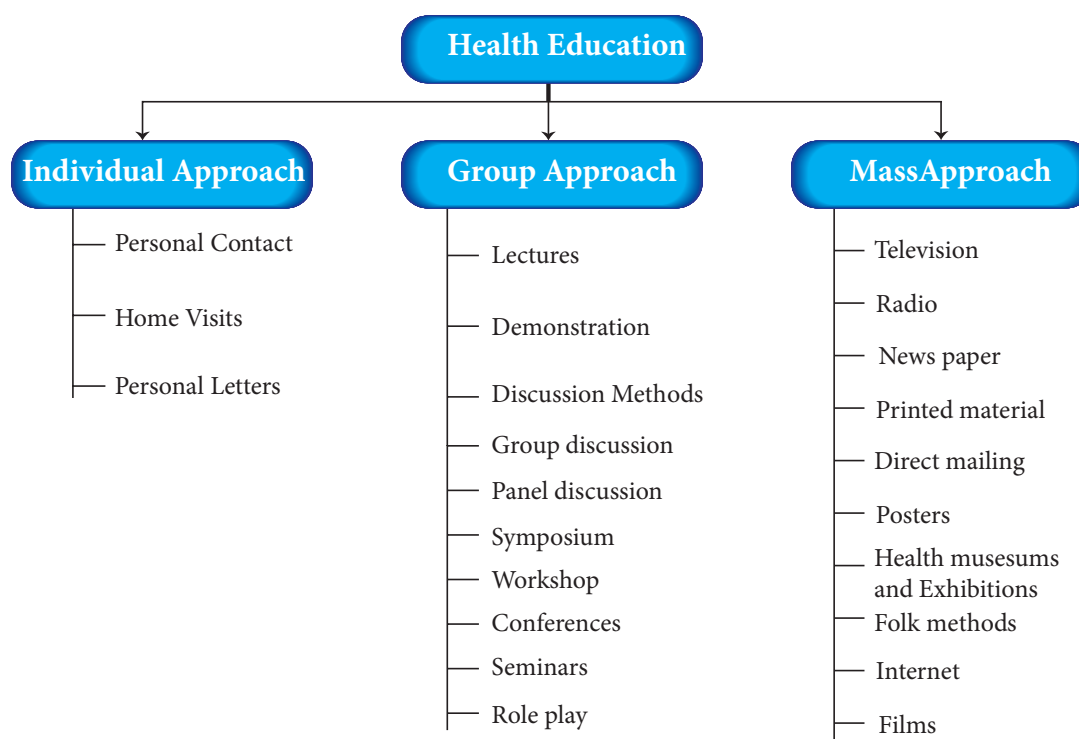 Health Education
Individual Approach
Personal Contact
Home Visits
Personal Letters
Group Approach
Lectures
Demonstration
Discussion Methods
Group discussion
Panel discussion
Symposium
Workshop
Conferences
Seminars
Role play
MassApproach
Television
Radio
News paper
Printed material
Direct mailing
Posters
Health musesums
and Exhibitions
Folk methods
Internet
Films